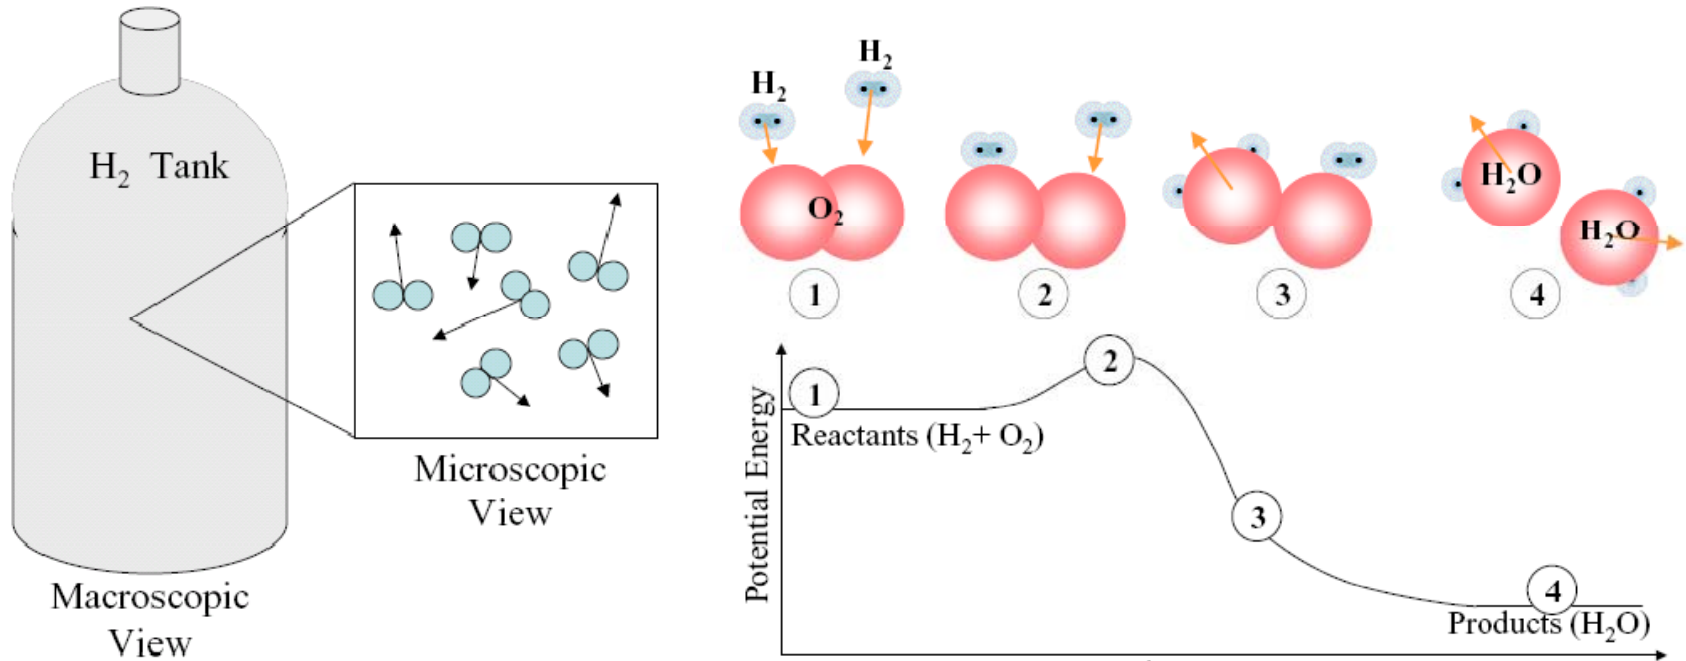 H₂ Tank
Macroscopic
View
Microscopic
View
H₂
H₂
O₂
H₂O
H₂O
1
2
3
4
Potential Energy
1
2
3
4
Reactants (H₂+ O₂)
Products (H₂O)